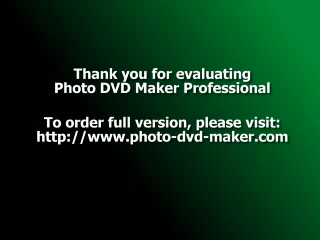 Thank you for evaluating
Photo DVD Maker Professional
To order full version, please visit:
http://www.photo-dvd-maker.com